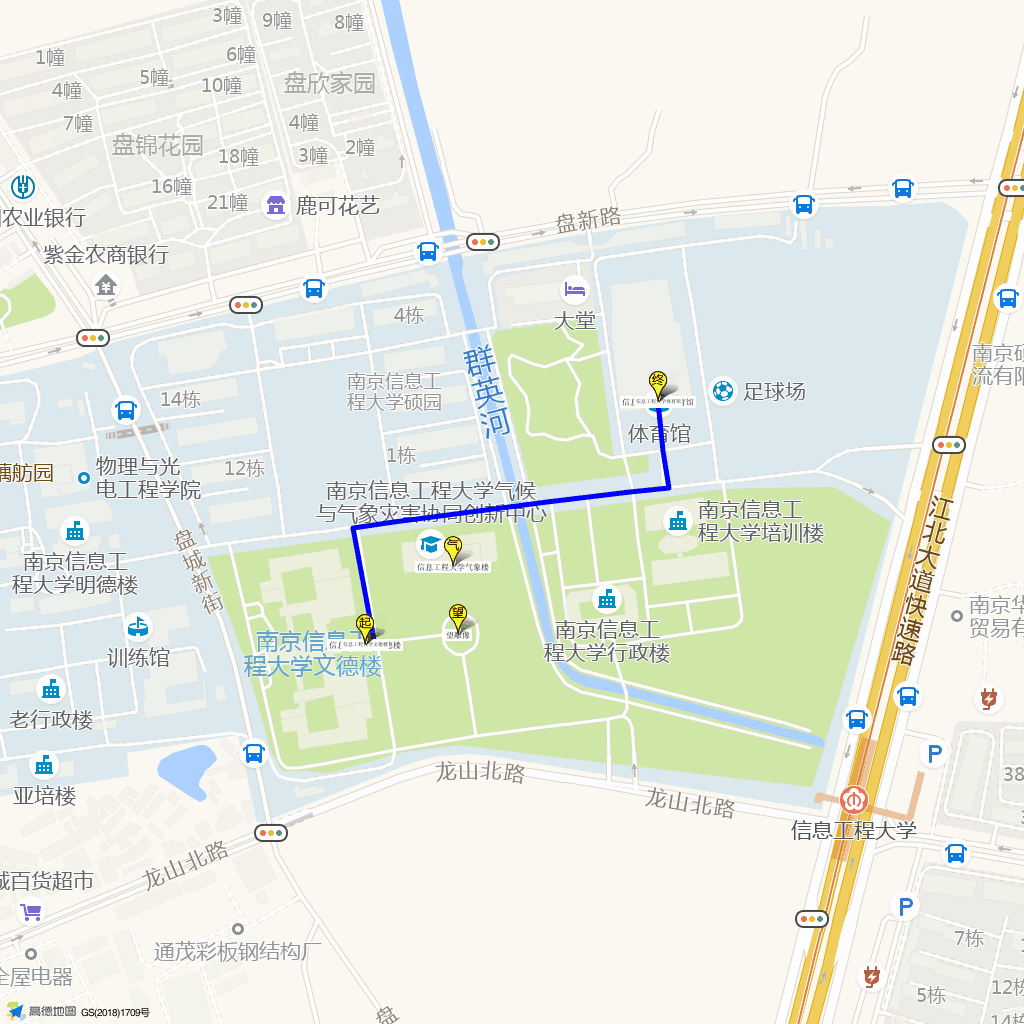 3幢
9幢
8幢
1幢
6幢
5幢
盘欣家园
4幢
10幢
7幢
4幢
盘锦花园
2幢
18幢
3幢
16幢
21幢
鹿可花艺
农业银行
盘新路
紫金农商银行
4栋
大堂
群英河
南京信息工
程大学硕园
终
足球场
14栋
体育馆
1栋
物理与光
电工程学院
12栋
藕舫园
南京信息工程大学气候
与气象灾害协同创新中心
南京信息工
程大学培训楼
江北大道快速路
盘城新街
气
信息工程大学气象楼
南京信息工
程大学明德楼
望
起
南京信息工
程大学文德楼
南京信息工
程大学行政楼
南京华
贸易有
训练馆
老行政楼
亚培楼
龙山北路
龙山北路
P
信息工程大学
龙山北路
百货超市
P
通茂彩板钢结构厂
7栋
全屋电器
5栋
12栋
盘
高德地图 GS(2018)1709号